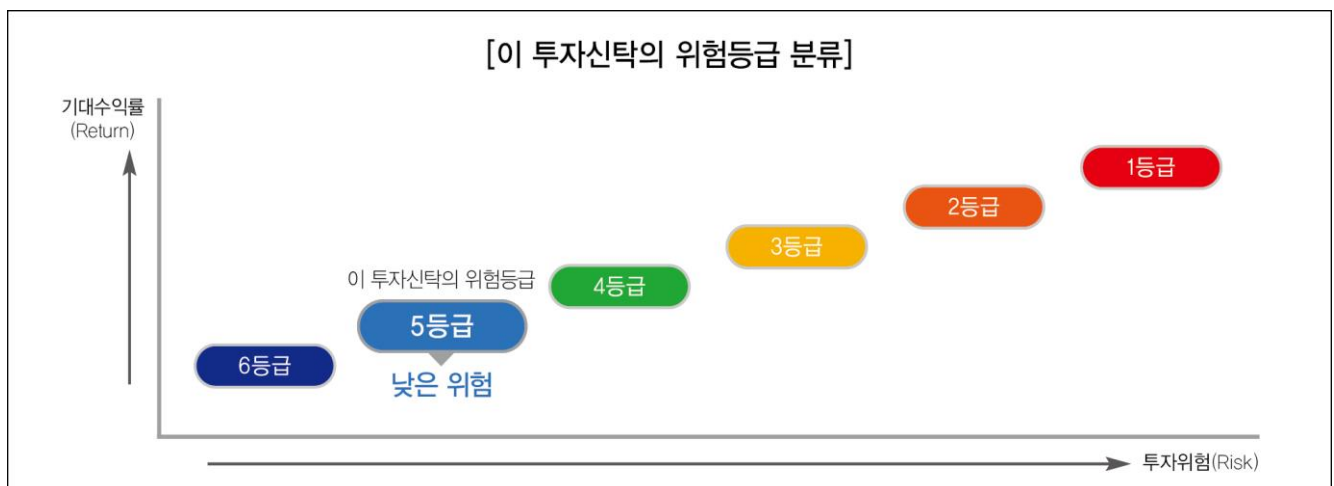 [이 투자신탁의 위험등급 분류]
기대수익률
(Return)
1등급
2등급
3등급
이 투자신탁의 위험등급
4등급
5등급
6등급
낮은 위험
투자위험(Risk)